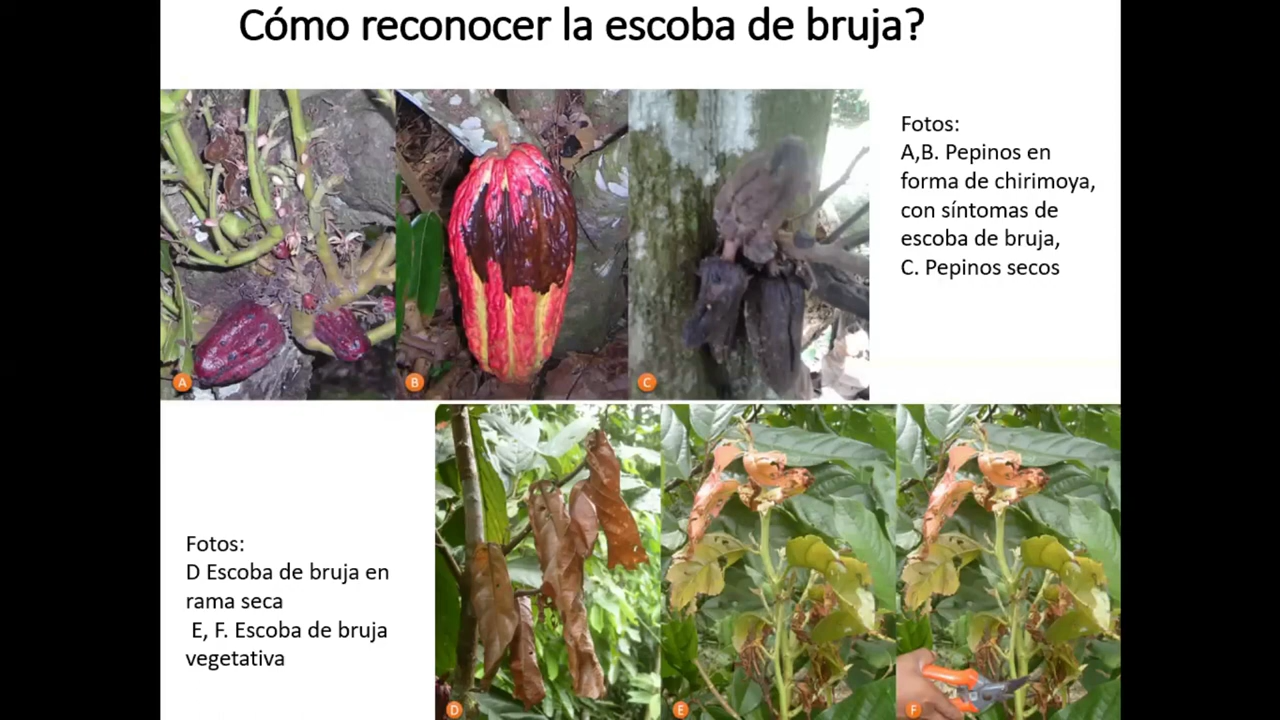 Cómo reconocer la escoba de bruja?
Fotos:
A,B. Pepinos en
forma de chirimoya,
con síntomas de
escoba de bruja,
C. Pepinos secos
A
B
C
Fotos:
D Escoba de bruja en
rama seca
E, F. Escoba de bruja
vegetativa
D
E
F